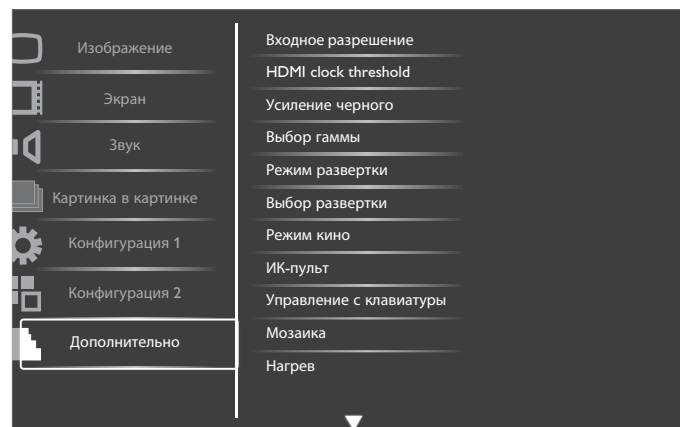 Изображение
Экран
Звук
Картинка в картинке
Конфигурация 1
Конфигурация 2
Дополнительно
Входное разрешение
HDMI clock threshold
Усиление черного
Выбор гаммы
Режим развертки
Выбор развертки
Режим кино
ИК-пульт
Управление с клавиатуры
Мозаика
Нагрев